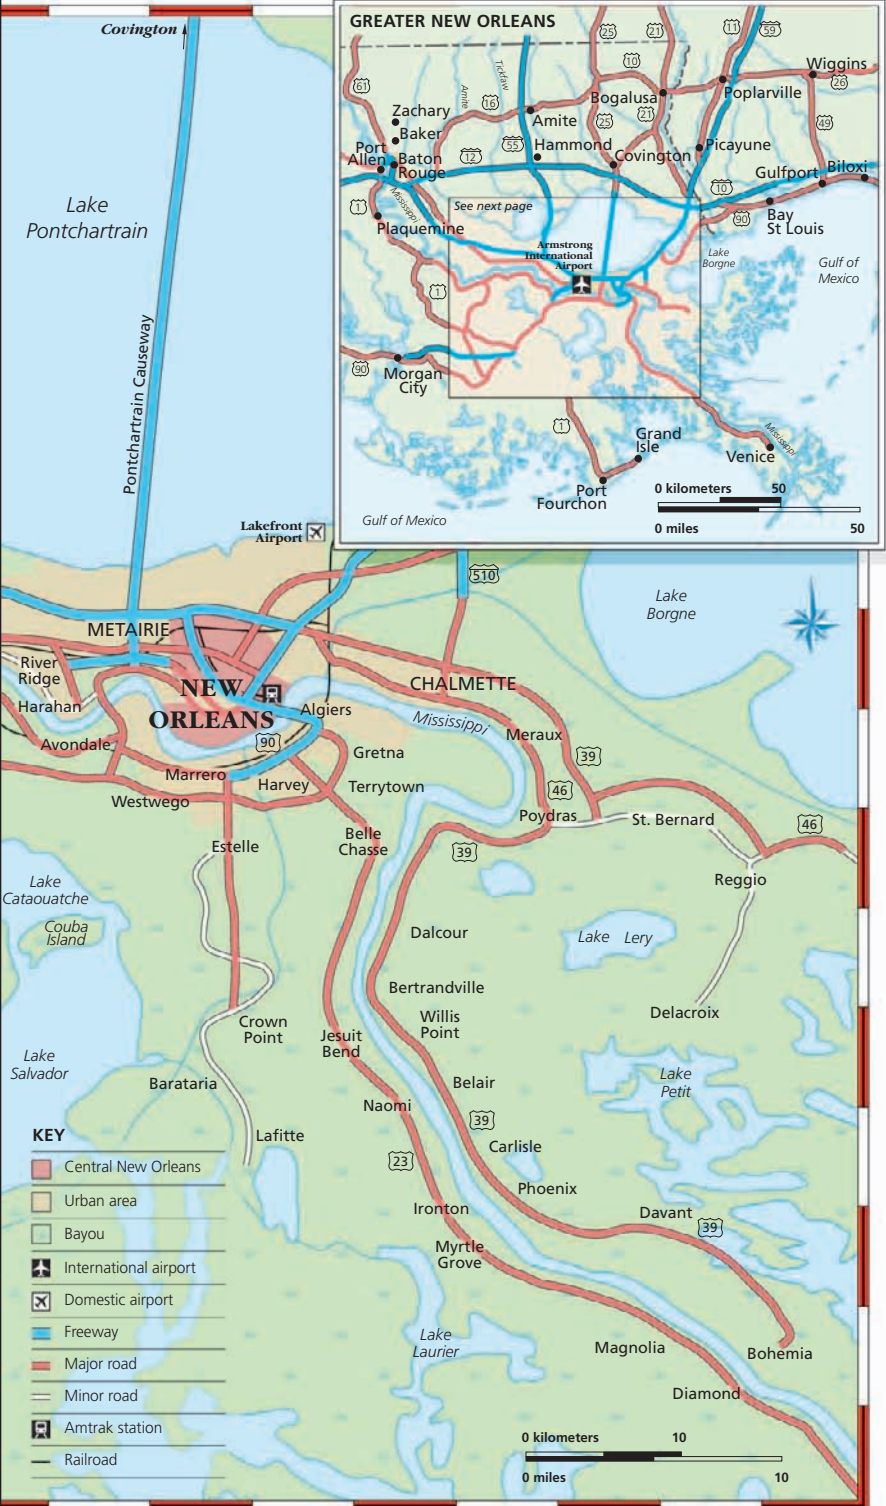 Covington
Lake
Pontchartrain
Pontchartrain Causeway
Lakefront
Airport
GREATER NEW ORLEANS
25
21
11
59
61
Amite
Tickfaw
10
Wiggins
26
Zachary
Baker
16
Amite
Bogalusa
Poplarville
25
21
49
Port
Allen
Baton
Rouge
12
55
Hammond
Covington
Picayune
Gulfport
Biloxi
1
Mississippi
Plaquemine
See next page
10
90
Bay
St Louis
Armstrong
International
Airport
Lake
Borgne
Gulf of
Mexico
1
90
Morgan
City
1
Grand
Isle
Port
Fourchon
Venice
Mississippi
Gulf of Mexico
0 kilometers 50
0 miles 50
510
Lake
Borgne
METAIRIE
River
Ridge
Harahan
NEW
ORLEANS
CHALMETTE
Algiers
Mississippi
Avondale
90
Gretna
Meraux
39
Marrero
Harvey
Terrytown
46
Westwego
Poydras
St. Bernard
46
Estelle
Belle
Chasse
39
Reggio
Lake
Cataouatche
Couba
Island
Dalcour
Lake Lery
Bertrandville
Willis
Point
Delacroix
Crown
Point
Jesuit
Bend
Lake
Salvador
Barataria
Belair
Lake
Petit
Naomi
39
Lafitte
Carlisle
23
Phoenix
Ironton
Davant
39
Myrtle
Grove
Lake
Laurier
Magnolia
Bohemia
Diamond
KEY
Central New Orleans
Urban area
Bayou
International airport
Domestic airport
Freeway
Major road
Minor road
Amtrak station
Railroad
0 kilometers 10
0 miles 10